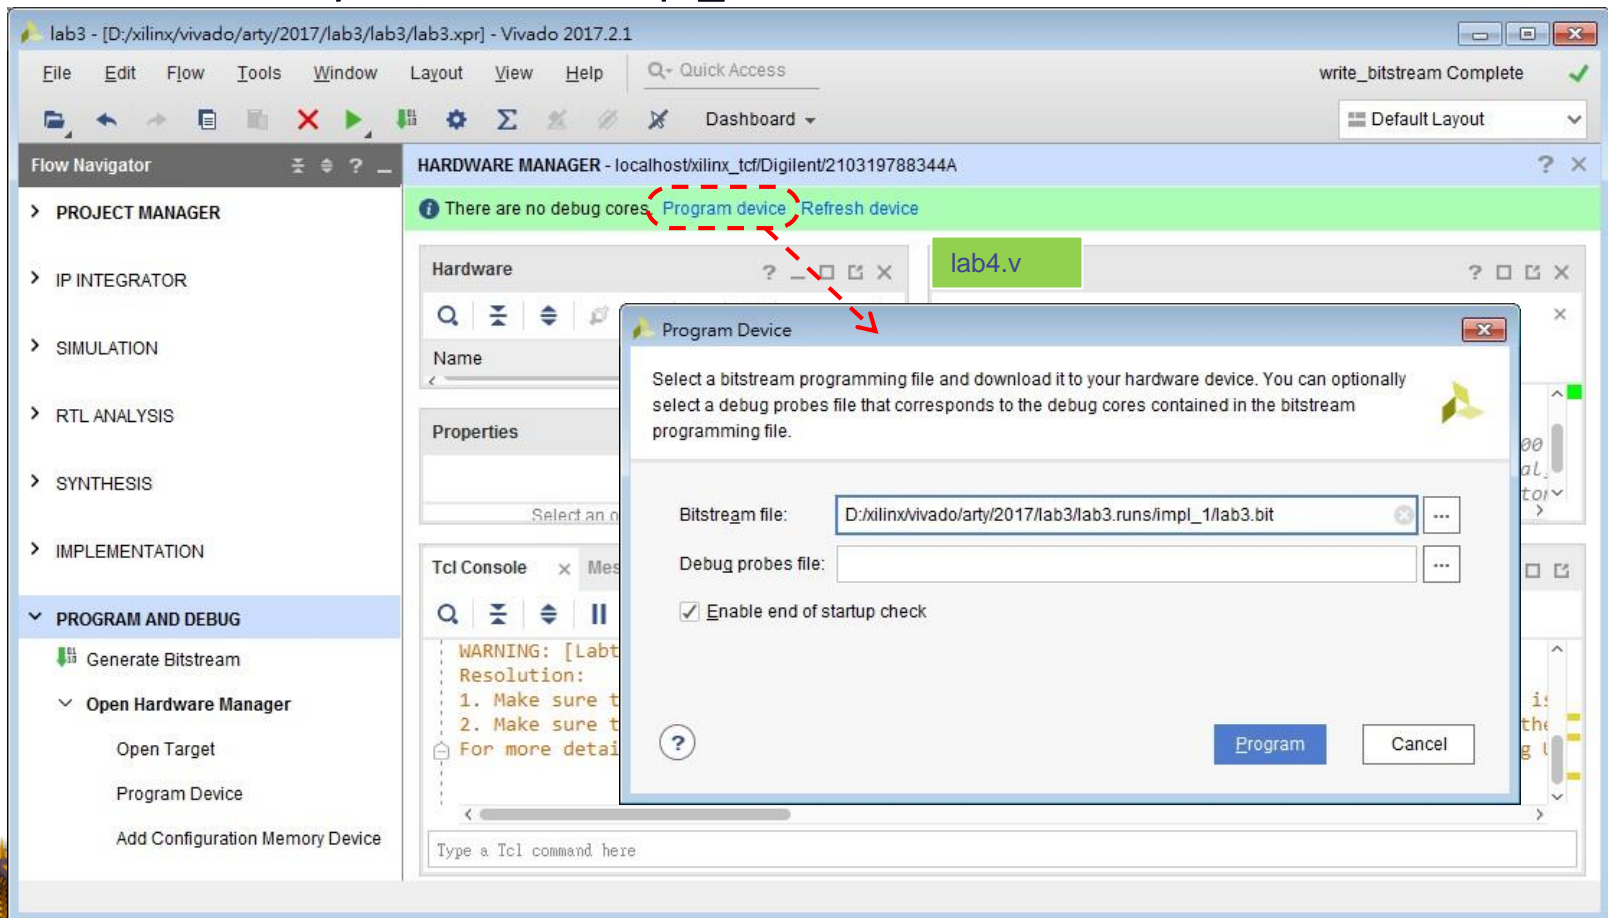 lab3 - [D:/xilinx/vivado/arty/2017/lab3/lab3/lab3.xpr] - Vivado 2017.2.1
File Edit Flow Tools Window Layout View Help Quick Access
write_bitstream Complete
Dashboard
Default Layout
Flow Navigator
HARDWARE MANAGER - localhost/xilinx_tcf/Digilent/210319788344A
There are no debug cores. Program device Refresh device
PROJECT MANAGER
IP INTEGRATOR
SIMULATION
RTL ANALYSIS
SYNTHESIS
IMPLEMENTATION
PROGRAM AND DEBUG
Generate Bitstream
Open Hardware Manager
Open Target
Program Device
Add Configuration Memory Device
Hardware
lab4.v
Name
Properties
Select an o
Tcl Console Mes
WARNING: [Labt
Resolution:
1. Make sure t
2. Make sure t
For more detai
Type a Tcl command here
Program Device
Select a bitstream programming file and download it to your hardware device. You can optionally
select a debug probes file that corresponds to the debug cores contained in the bitstream
programming file.
Bitstream file: D:/xilinx/vivado/arty/2017/lab3/lab3.runs/impl_1/lab3.bit
Debug probes file:
Enable end of startup check
Program Cancel